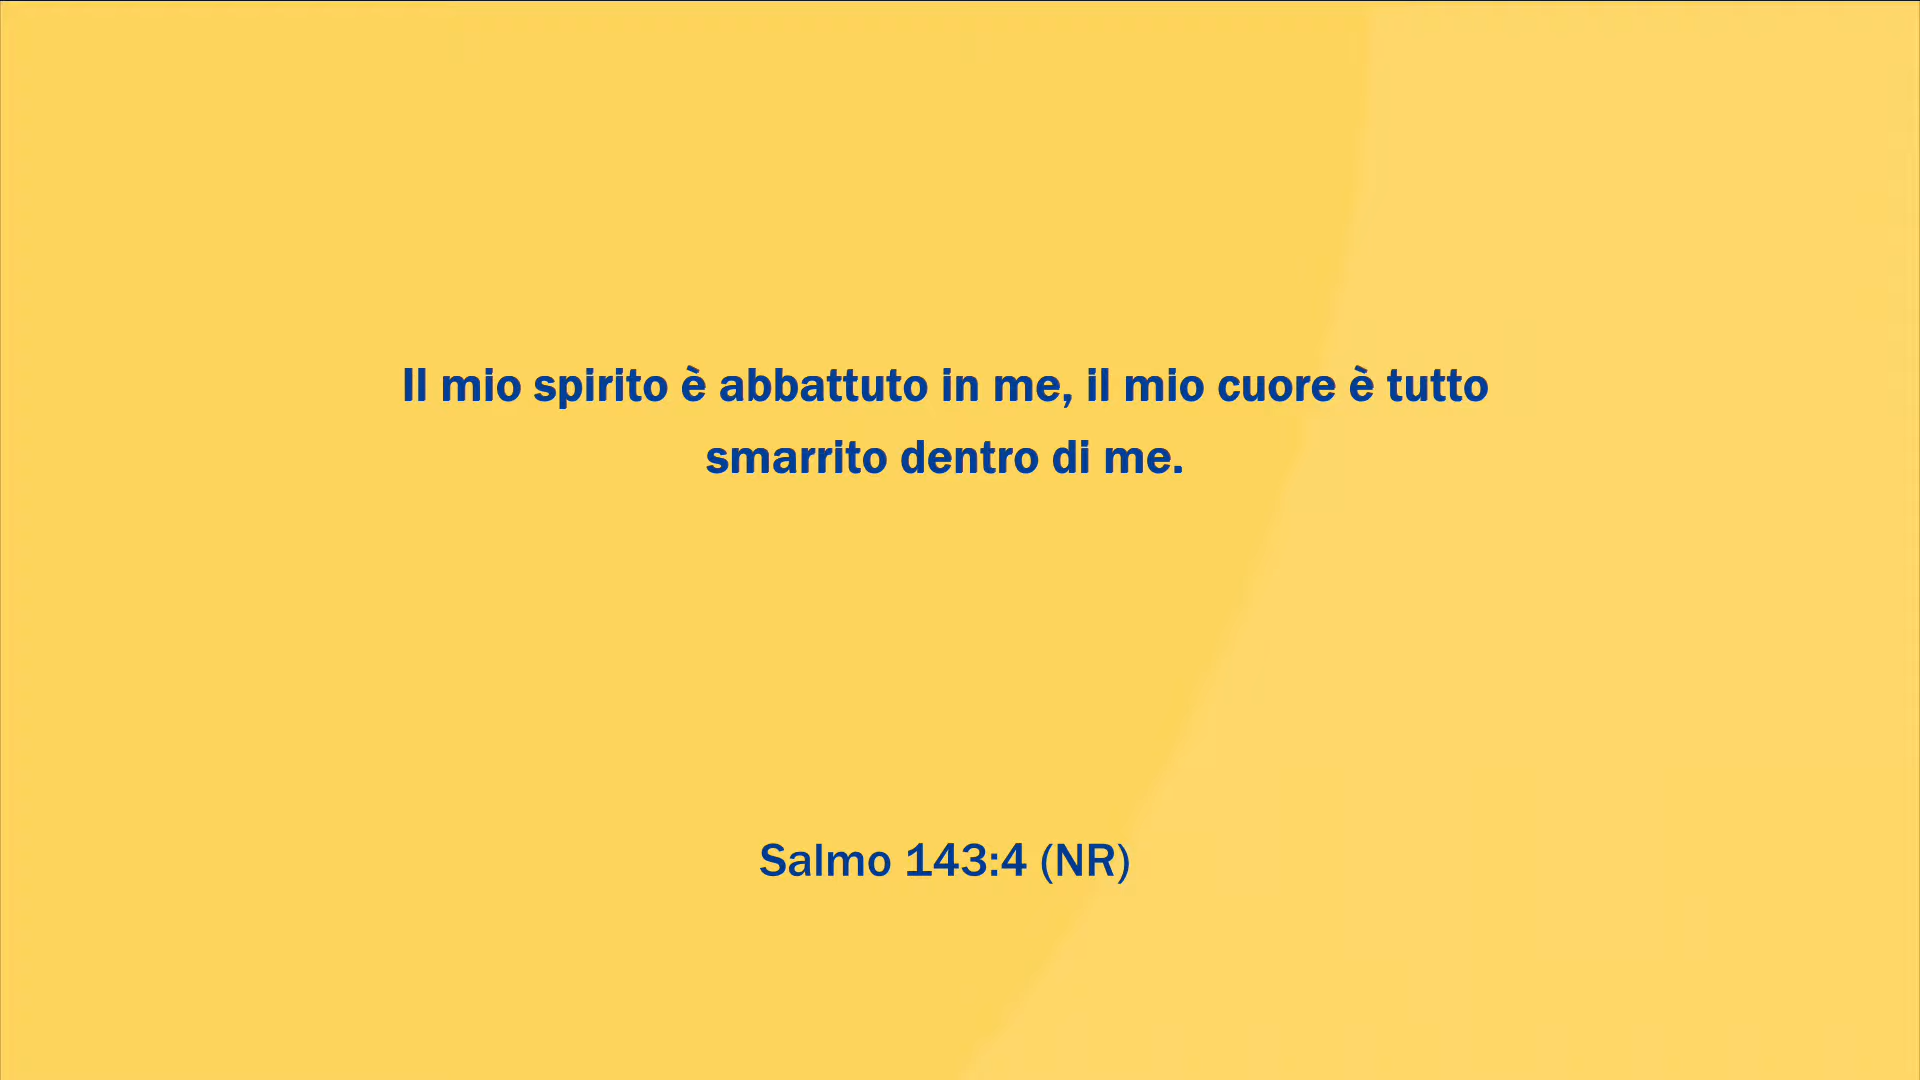 Il mio spirito è abbattuto in me, il mio cuore è tutto
smarrito dentro di me.
Salmo 143:4 (NR)